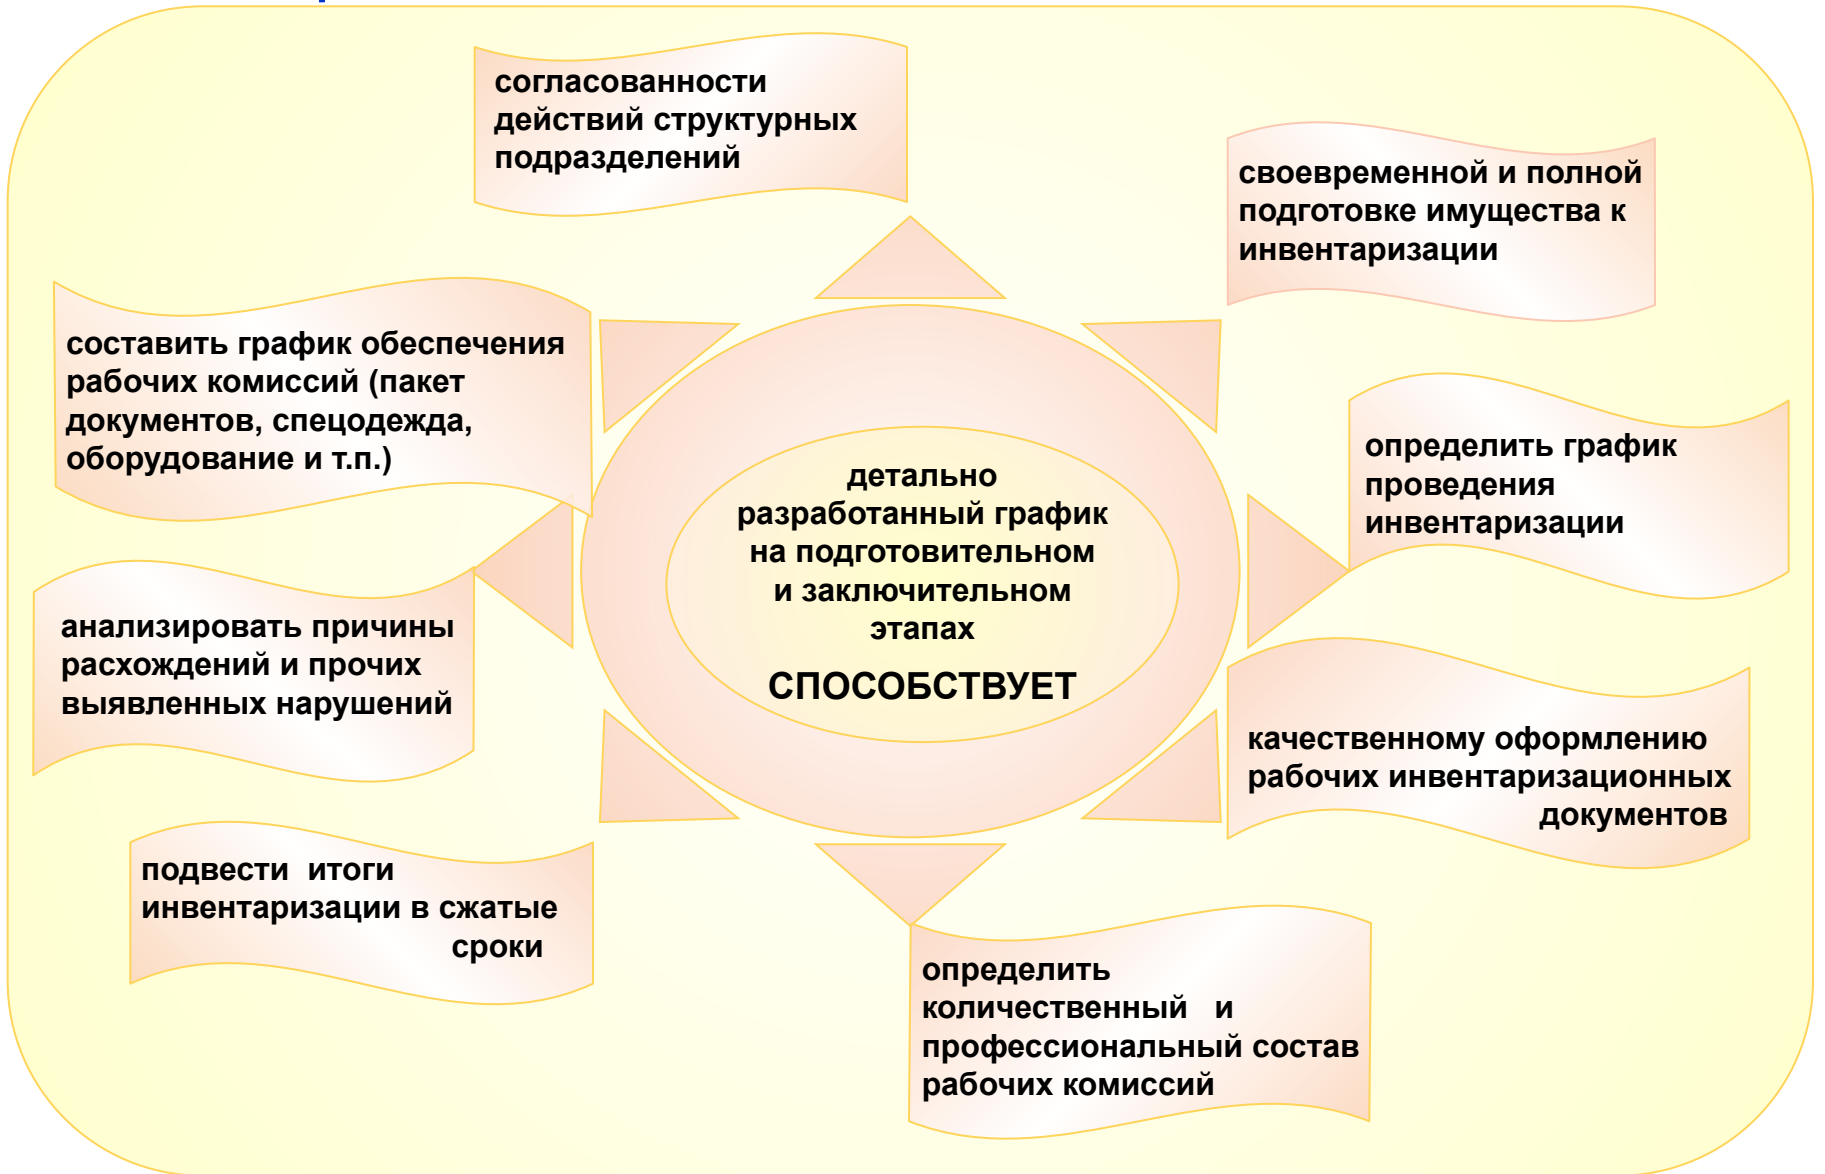 согласованности
действий структурных
подразделений
своевременной и полной
подготовке имущества к
инвентаризации
составить график обеспечения
рабочих комиссий (пакет
документов, спецодежда,
оборудование и т.п.)
определить график
проведения
инвентаризации
детально
разработанный график
на подготовительном
и заключительном
этапах
СПОСОБСТВУЕТ
анализировать причины
расхождений и прочих
выявленных нарушений
качественному оформлению
рабочих инвентаризационных
документов
подвести итоги
инвентаризации в сжатые
сроки
определить
количественный и
профессиональный состав
рабочих комиссий